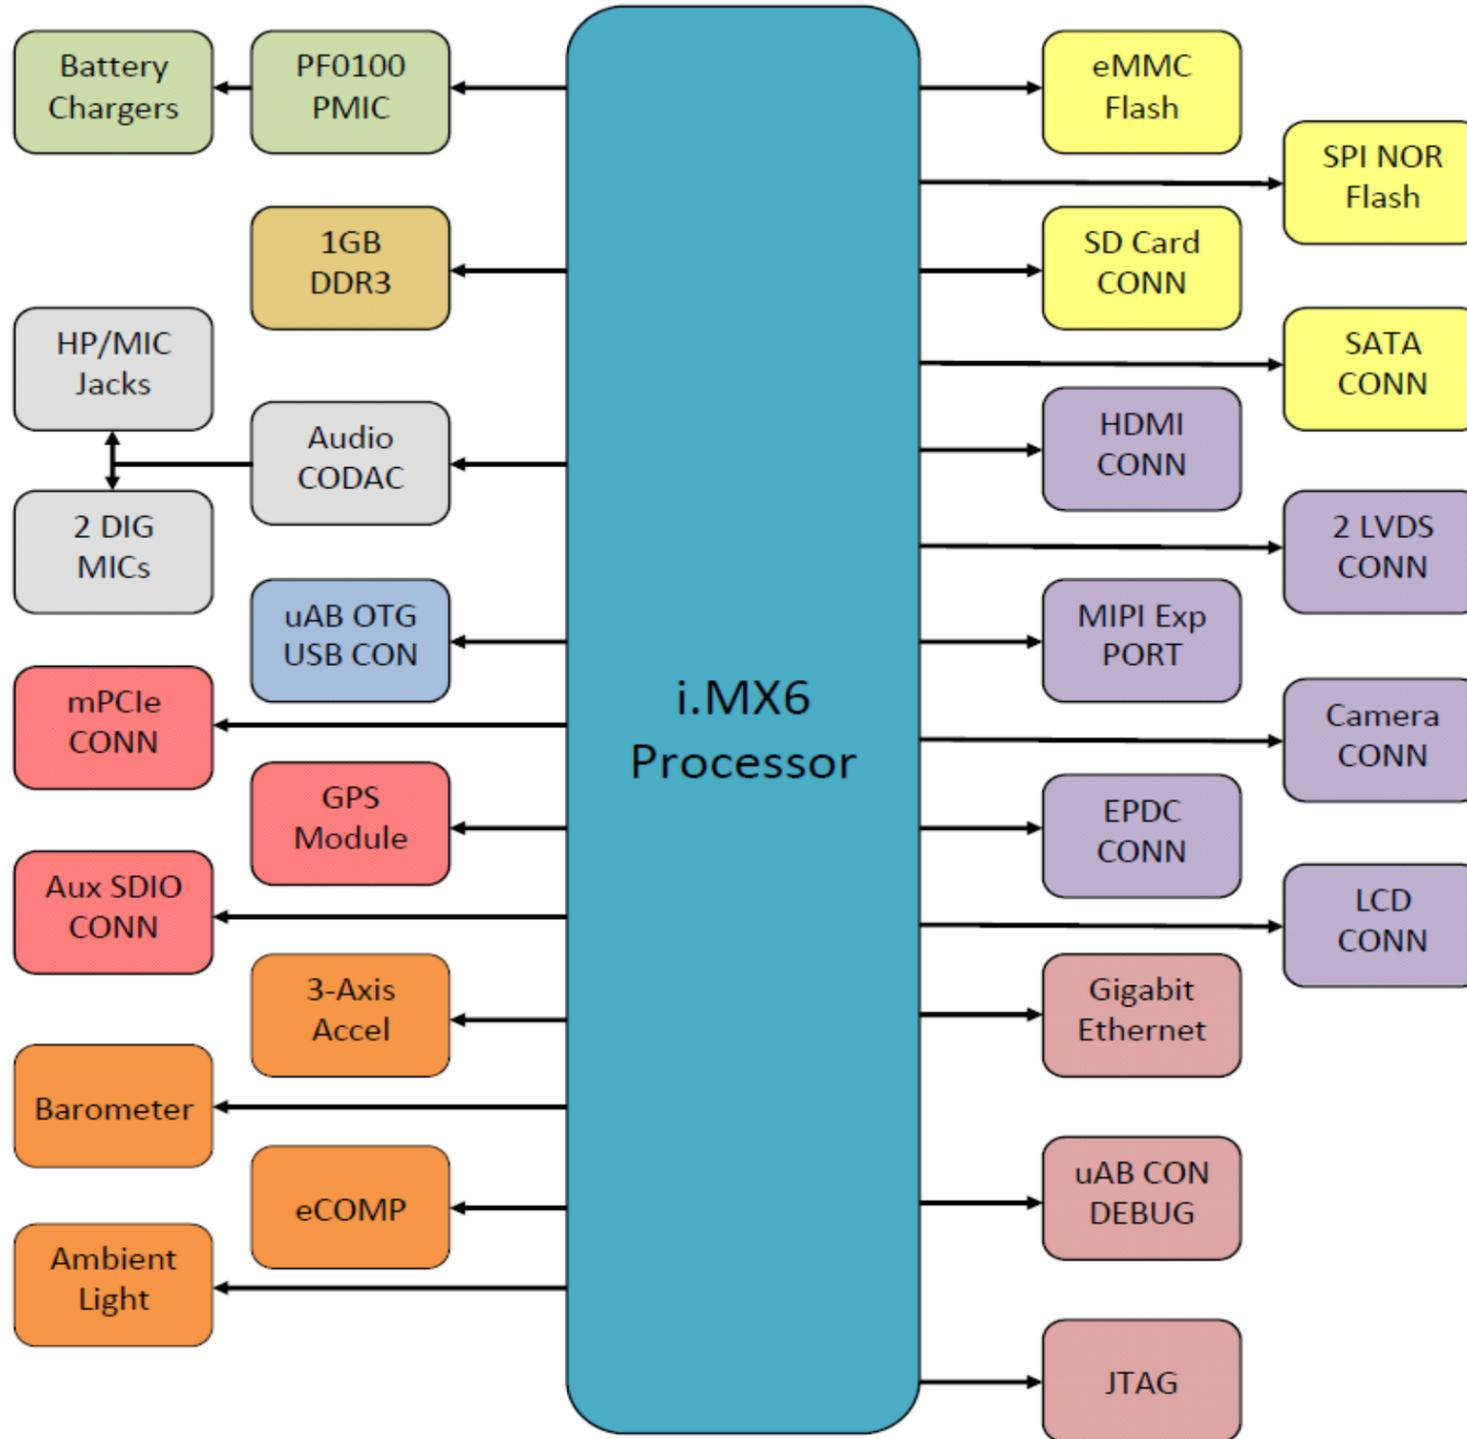 Battery
Chargers
PF0100
PMIC
eMMC
Flash
SPI NOR
Flash
1GB
DDR3
SD Card
CONN
HP/MIC
Jacks
SATA
CONN
Audio
CODAC
HDMI
CONN
2 DIG
MICs
2 LVDS
CONN
uAB OTG
USB CON
MIPI Exp
PORT
i.MX6
Processor
mPCIe
CONN
Camera
CONN
GPS
Module
EPDC
CONN
Aux SDIO
CONN
LCD
CONN
3-Axis
Accel
Gigabit
Ethernet
Barometer
eCOMP
uAB CON
DEBUG
Ambient
Light
JTAG